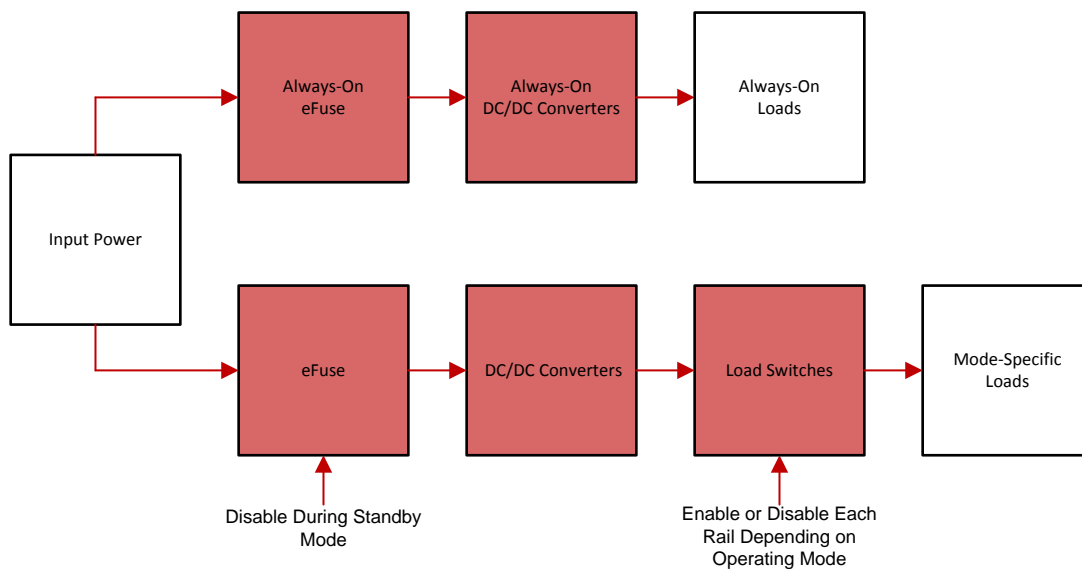 Always-On
eFuse
Always-On
DC/DC Converters
Always-On
Loads
Input Power
eFuse
DC/DC Converters
Load Switches
Mode-Specific
Loads
Disable During Standby
Mode
Enable or Disable Each
Rail Depending on
Operating Mode